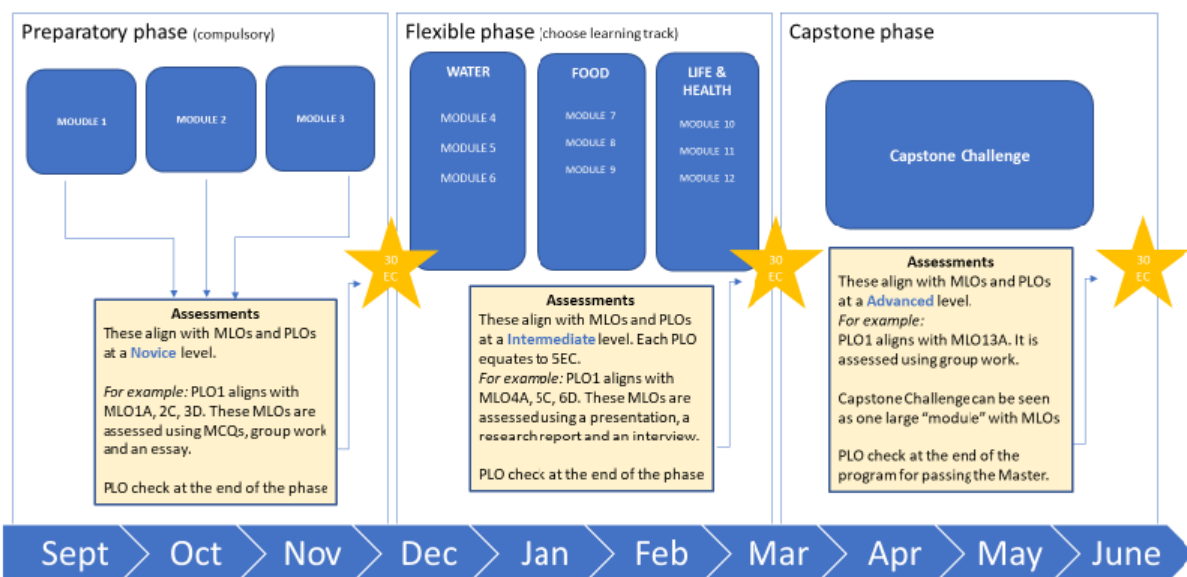 Preparatory phase (compulsory)
MOUDLE 1
MODULE 2
MODULE 3
Assessments
These align with MLOs and PLOs
at a Novice level.
For example: PLO1 aligns with
MLO1A, 2C, 3D. These MLOs are
assessed using MCQs, group work
and an essay.
PLO check at the end of the phase
30
EC
Flexible phase (choose learning track)
WATER
MODULE 4
MODULE 5
MODULE 6
FOOD
MODULE 7
MODULE 8
MODULE 9
LIFE &
HEALTH
MODULE 10
MODULE 11
MODULE 12
Assessments
These align with MLOs and PLOs
at a Intermediate level. Each PLO
equates to 5EC.
For example: PLO1 aligns with
MLO4A, 5C, 6D. These MLOs are
assessed using a presentation, a
research report and an interview.
PLO check at the end of the phase
30
EC
Capstone phase
Capstone Challenge
Assessments
These align with MLOs and PLOs
at a Advanced level.
For example:
PLO1 aligns with MLO13A. It is
assessed using group work.
Capstone Challenge can be seen
as one large "module" with MLOs
PLO check at the end of the
program for passing the Master.
30
EC
Sept Oct Nov Dec Jan Feb Mar Apr May June